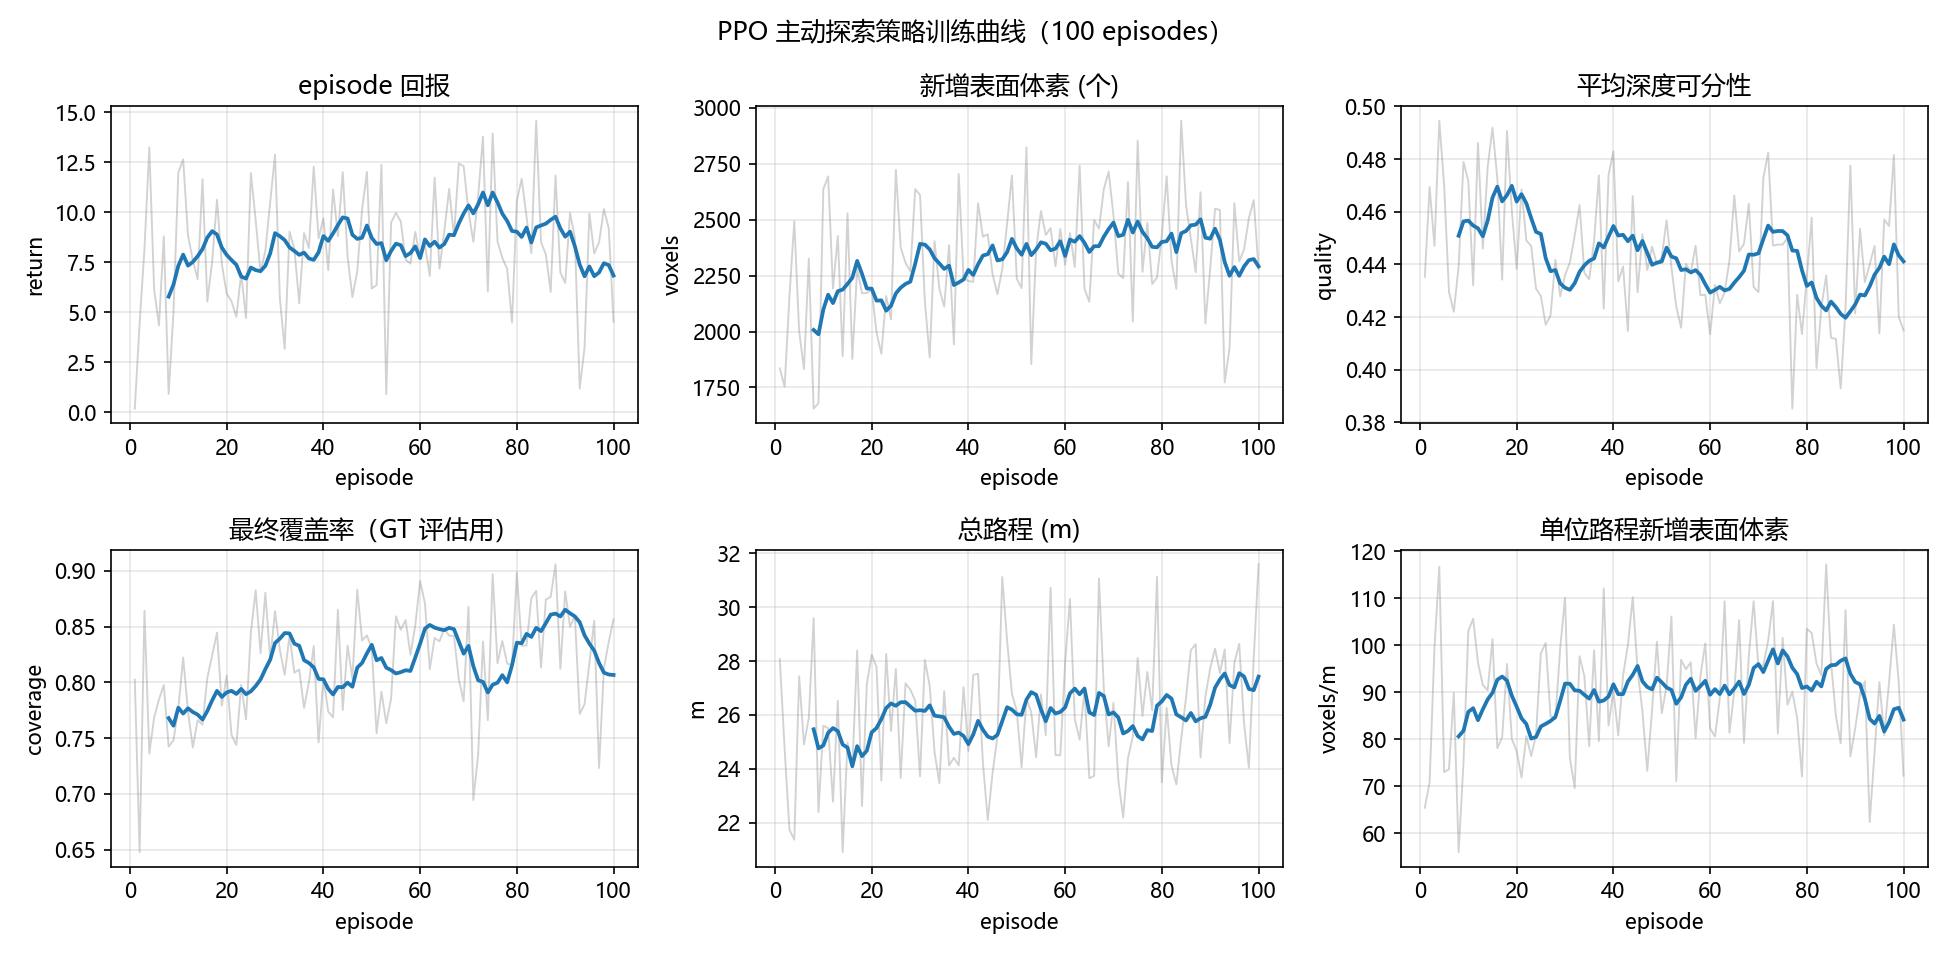 PPO 主动探索策略训练曲线（100 episodes）
episode 回报
15.0
12.5
10.0
7.5
5.0
2.5
0.0
return
0 20 40 60 80 100
episode
新增表面体素 (个)
3000
2750
2500
2250
2000
1750
voxels
0 20 40 60 80 100
episode
平均深度可分性
0.50
0.48
0.46
0.44
0.42
0.40
0.38
quality
0 20 40 60 80 100
episode
最终覆盖率（GT 评估用）
0.90
0.85
0.80
0.75
0.70
0.65
coverage
0 20 40 60 80 100
episode
总路程 (m)
32
30
28
26
24
22
m
0 20 40 60 80 100
episode
单位路程新增表面体素
120
110
100
90
80
70
60
voxels/m
0 20 40 60 80 100
episode